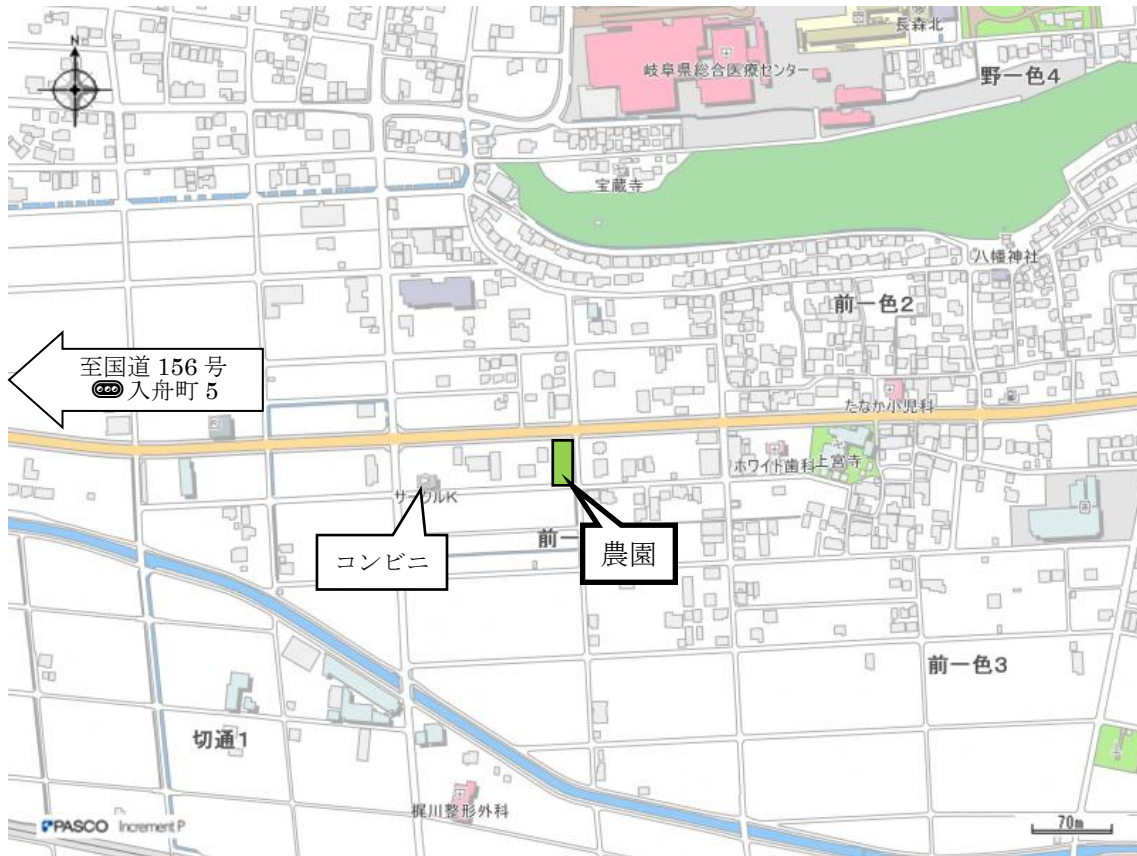 長森北
岐阜県総合医療センター
野一色4
N
宝蔵寺
八幡神社
前一色2
至国道 156 号
入舟町 5
たなか小児科
ホワイト歯科
上宮寺
サークルK
前一
コンビニ
農園
前一色3
切通1
梶川整形外科
PASCO Increment P
70m